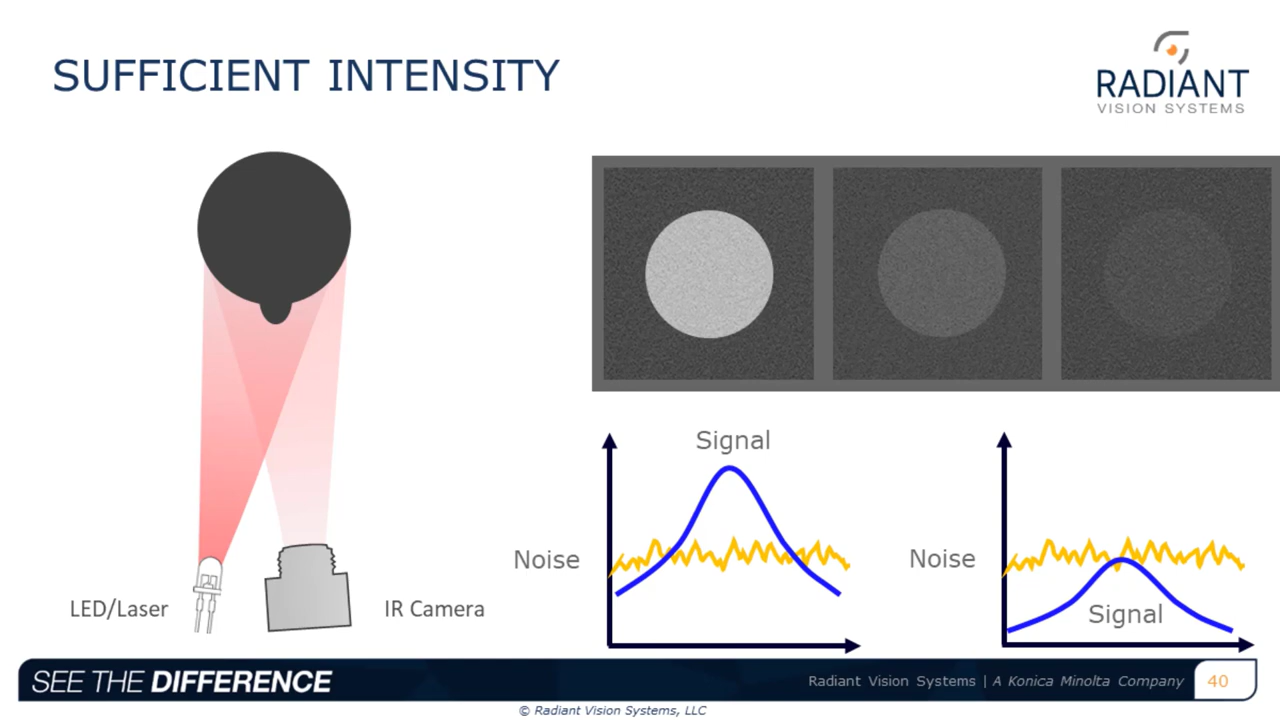 SUFFICIENT INTENSITY
RADIANT
VISION SYSTEMS
LED/Laser
IR Camera
Signal
Noise
Noise
Signal
SEE THE DIFFERENCE
Radiant Vision Systems | A Konica Minolta Company
40
© Radiant Vision Systems, LLC